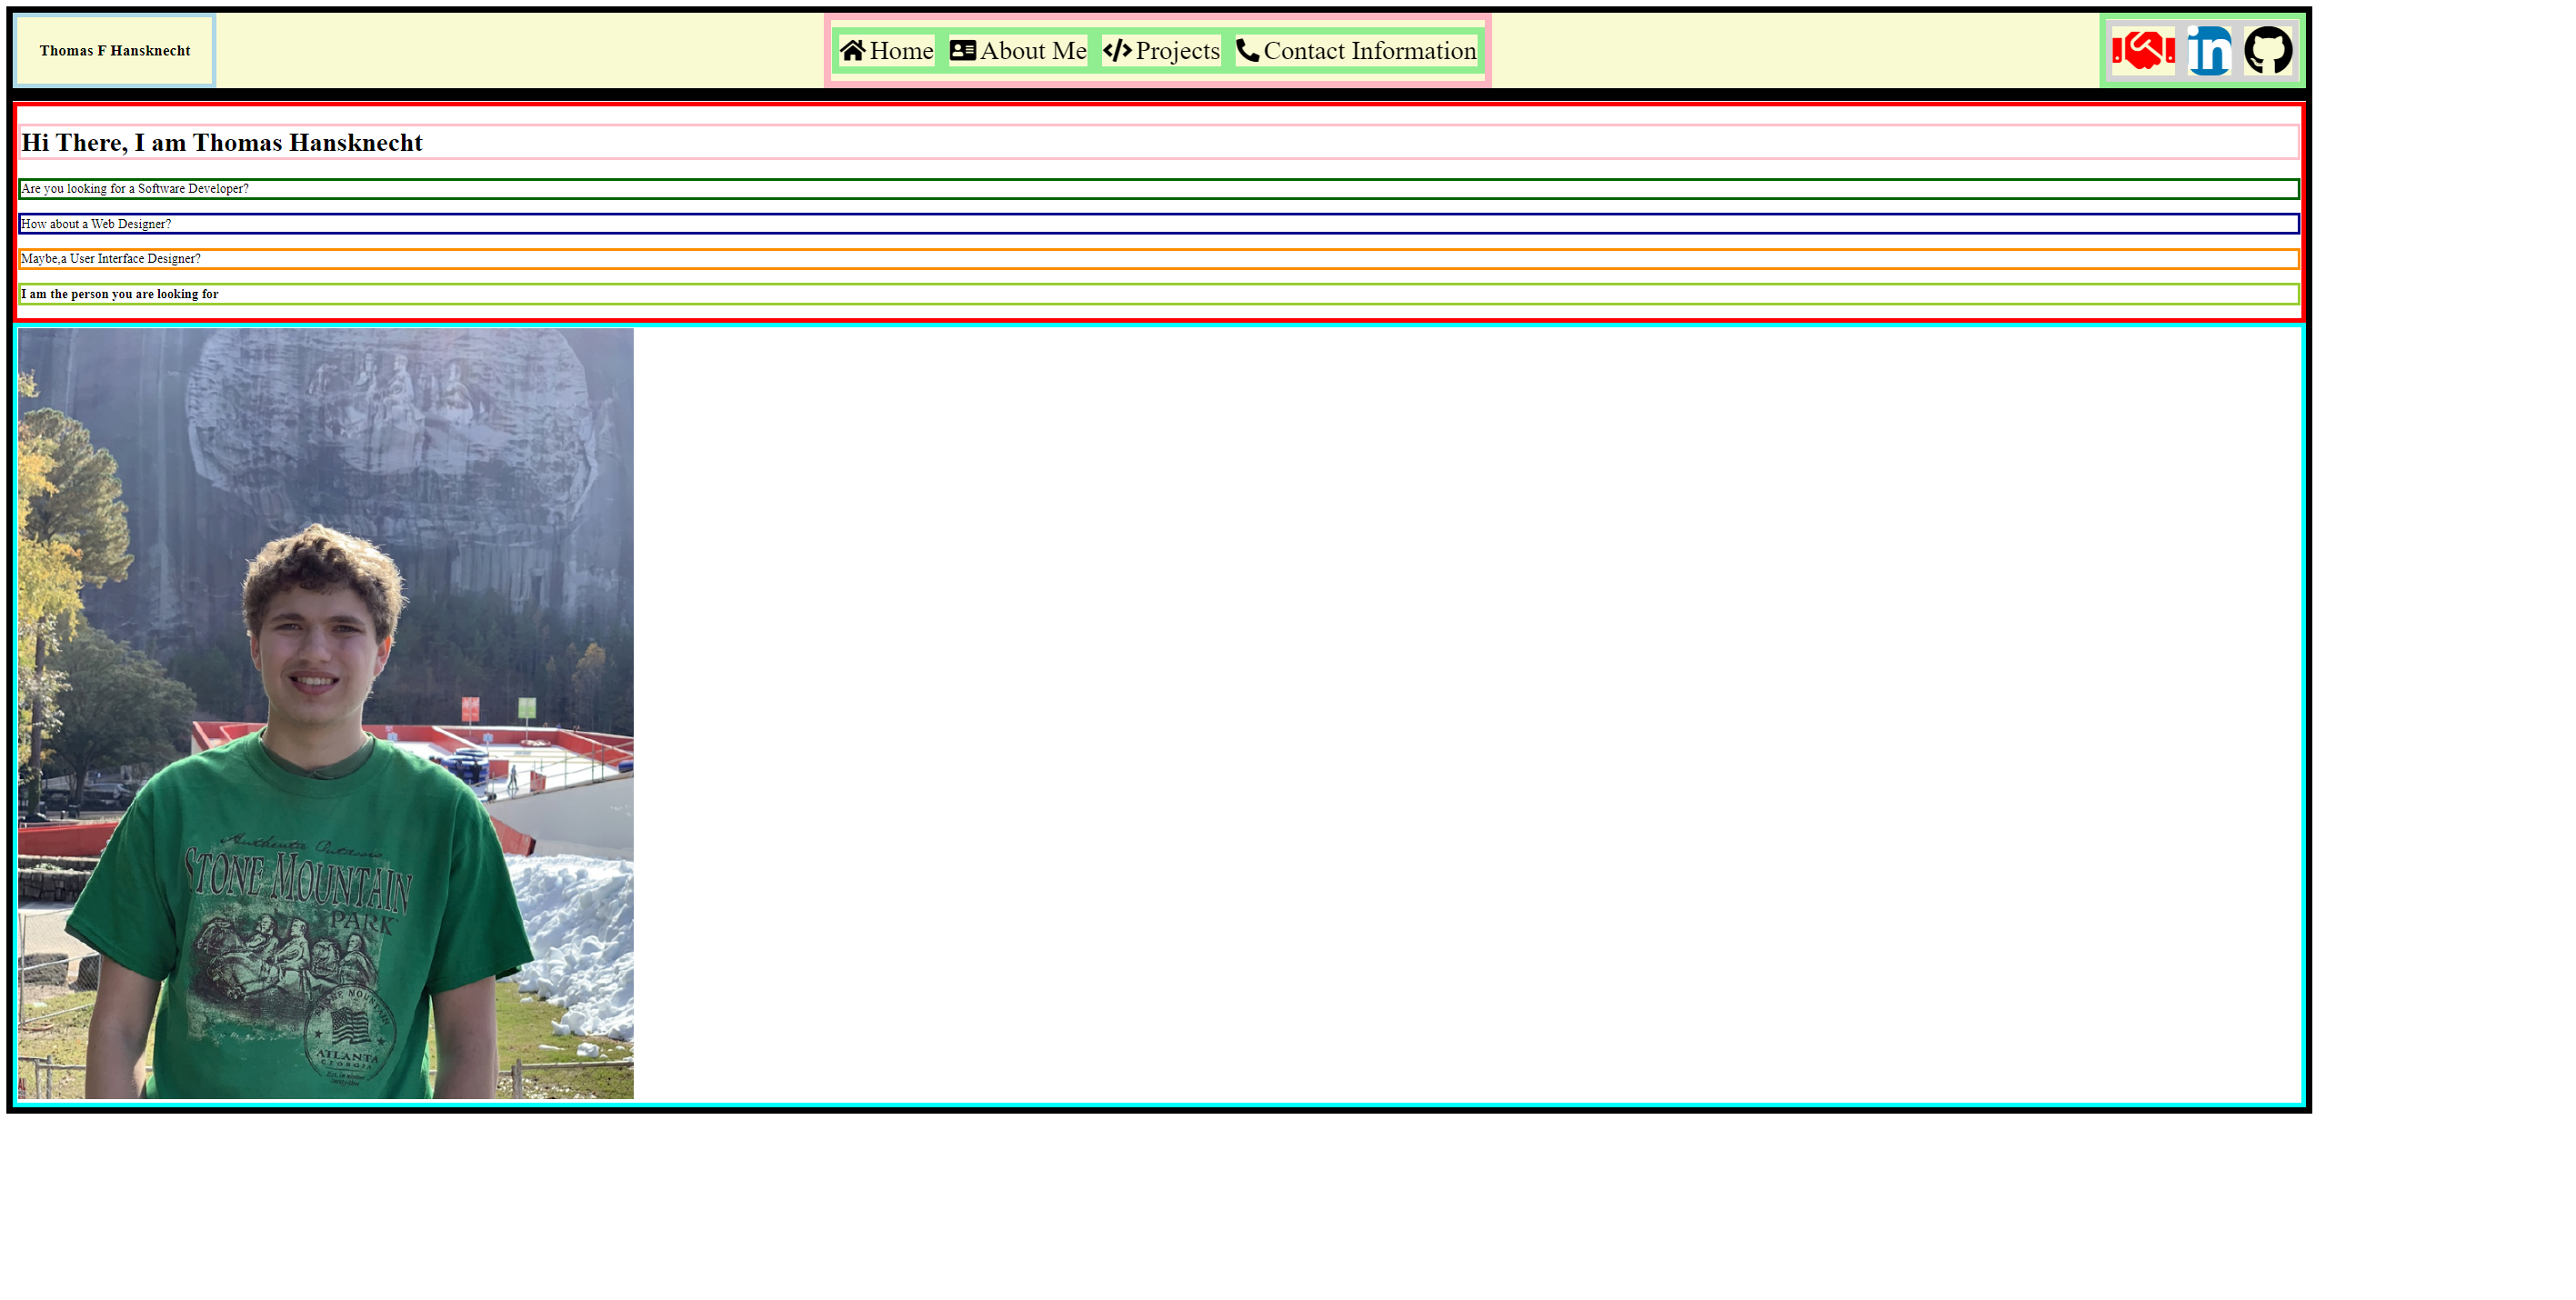 Thomas F Hansknecht
Home About Me Projects Contact Information
in
Hi There, I am Thomas Hansknecht
Are you looking for a Software Developer?
How about a Web Designer?
Maybe,a User Interface Designer?
I am the person you are looking for
Authentic Outdoors
STONE MOUNTAIN
PARK
STONE MOUNTAIN
ATLANTA
GEORGIA